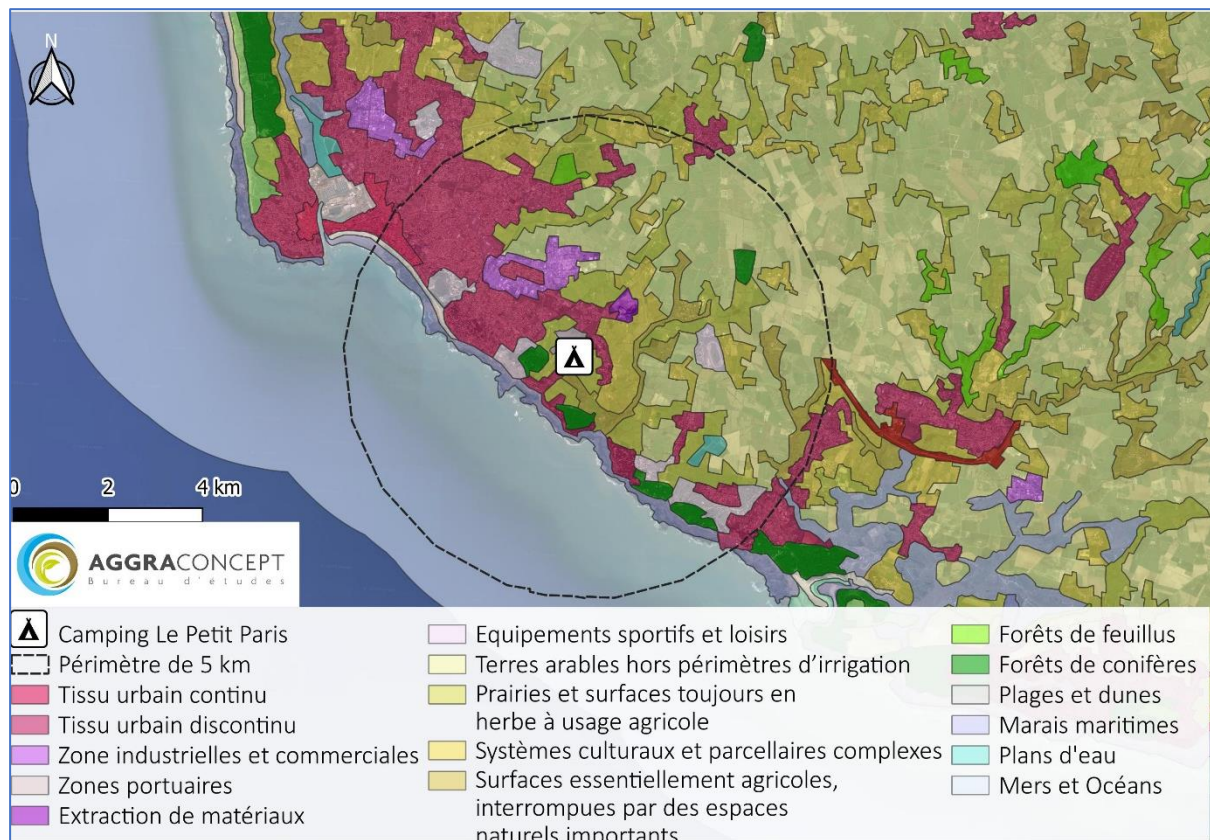 N
0 2 4 km
AGGRACONCEPT
Bureau d'études
Camping Le Petit Paris
Périmètre de 5 km
Tissu urbain continu
Tissu urbain discontinu
Zone industrielles et commerciales
Zones portuaires
Extraction de matériaux
Equipements sportifs et loisirs
Terres arables hors périmètres d'irrigation
Prairies et surfaces toujours en
herbe à usage agricole
Systèmes culturaux et parcellaires complexes
Surfaces essentiellement agricoles,
interrompues par des espaces
naturels importants
Forêts de feuillus
Forêts de conifères
Plages et dunes
Marais maritimes
Plans d'eau
Mers et Océans